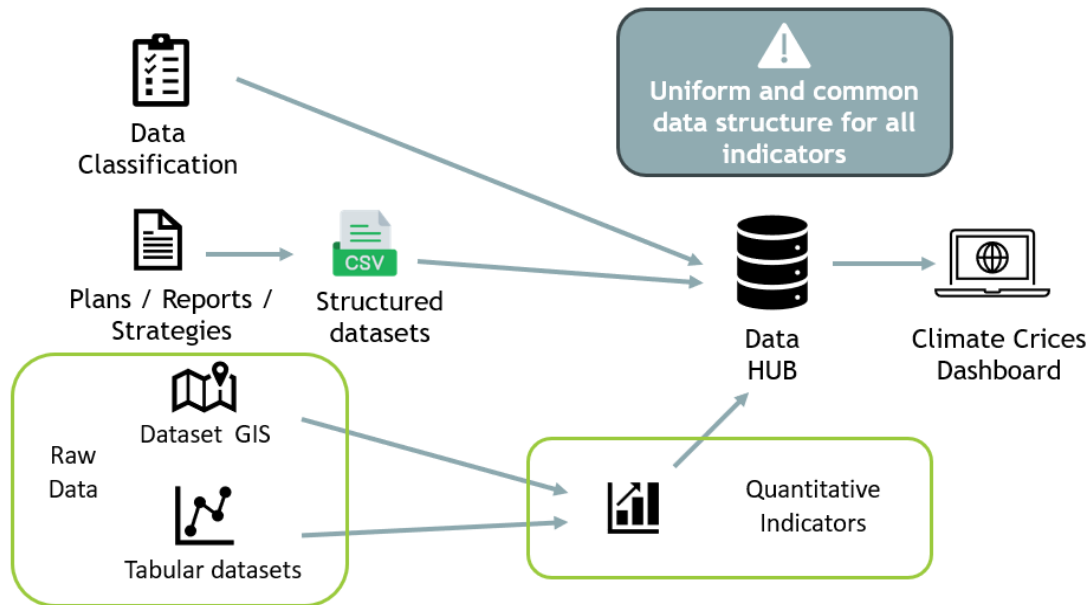 Data
Classification
Uniform and common
data structure for all
indicators
Plans / Reports /
Strategies
CSV
Structured
datasets
Data
HUB
Climate Crices
Dashboard
Raw
Data
Dataset GIS
Tabular datasets
Quantitative
Indicators